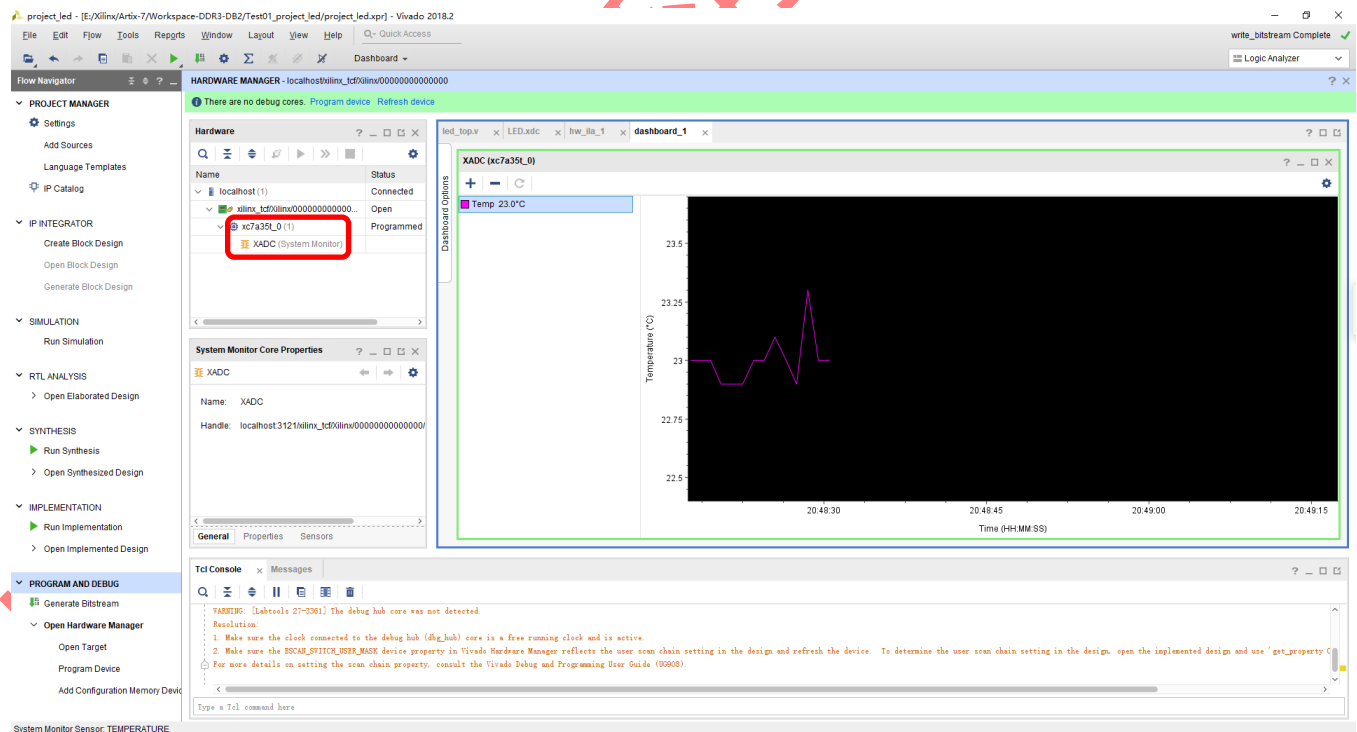 project_led - [E:/Xilinx/Artix-7/Workspace-DDR3-DB2/Test01_project_led/project_led.xpr] - Vivado 2018.2
File Edit Flow Tools Reports Window Layout View Help Quick Access
write_bitstream Complete
Dashboard
Logic Analyzer
Flow Navigator
HARDWARE MANAGER - localhost/xilinx_tcf/Xilinx/00000000000000
There are no debug cores. Program device Refresh device
PROJECT MANAGER
Settings
Add Sources
Language Templates
IP Catalog
IP INTEGRATOR
Create Block Design
Open Block Design
Generate Block Design
SIMULATION
Run Simulation
RTL ANALYSIS
Open Elaborated Design
SYNTHESIS
Run Synthesis
Open Synthesized Design
IMPLEMENTATION
Run Implementation
Open Implemented Design
PROGRAM AND DEBUG
Generate Bitstream
Open Hardware Manager
Open Target
Program Device
Add Configuration Memory Devic
Hardware
Name Status
localhost (1) Connected
xilinx_tcf/Xilinx/000000000000... Open
xc7a35t_0 (1) Programmed
XADC (System Monitor)
System Monitor Core Properties
XADC
Name: XADC
Handle: localhost:3121/xilinx_tcf/Xilinx/00000000000000/
General Properties Sensors
led_top.v LED.xdc hw_ila_1 dashboard_1
Dashboard Options
XADC (xc7a35t_0)
Temp 23.0°C
Temperature (°C)
23.5
23.25
23
22.75
22.5
20:48:30 20:48:45 20:49:00 20:49:15
Time (HH:MM:SS)
Tcl Console Messages
WARNING: [Labtools 27-3361] The debug hub core was not detected.
Resolution:
1. Make sure the clock connected to the debug hub (dbg_hub) core is a free running clock and is active.
2. Make sure the BSCAN_SWITCH_USER_MASK device property in Vivado Hardware Manager reflects the user scan chain setting in the design and refresh the device. To determine the user scan chain setting in the design, open the implemented design and use 'get_property C
For more details on setting the scan chain property, consult the Vivado Debug and Programming User Guide (UG908).
Type a Tcl command here
System Monitor Sensor: TEMPERATURE